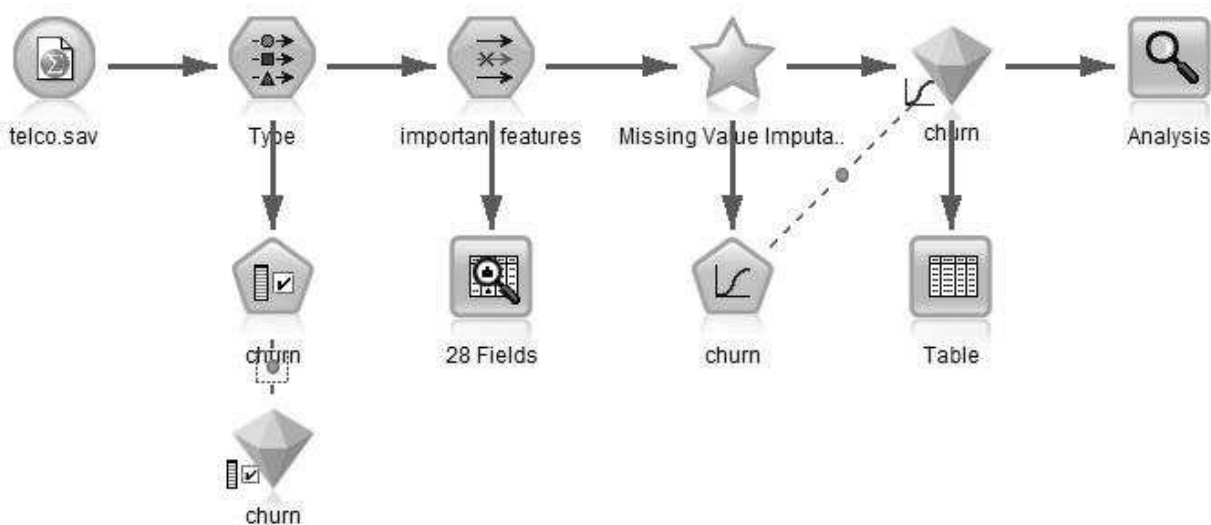 telco.sav
Type
important features
Missing Value Imputa..
churn
Analysis
churn
28 Fields
churn
Table
churn